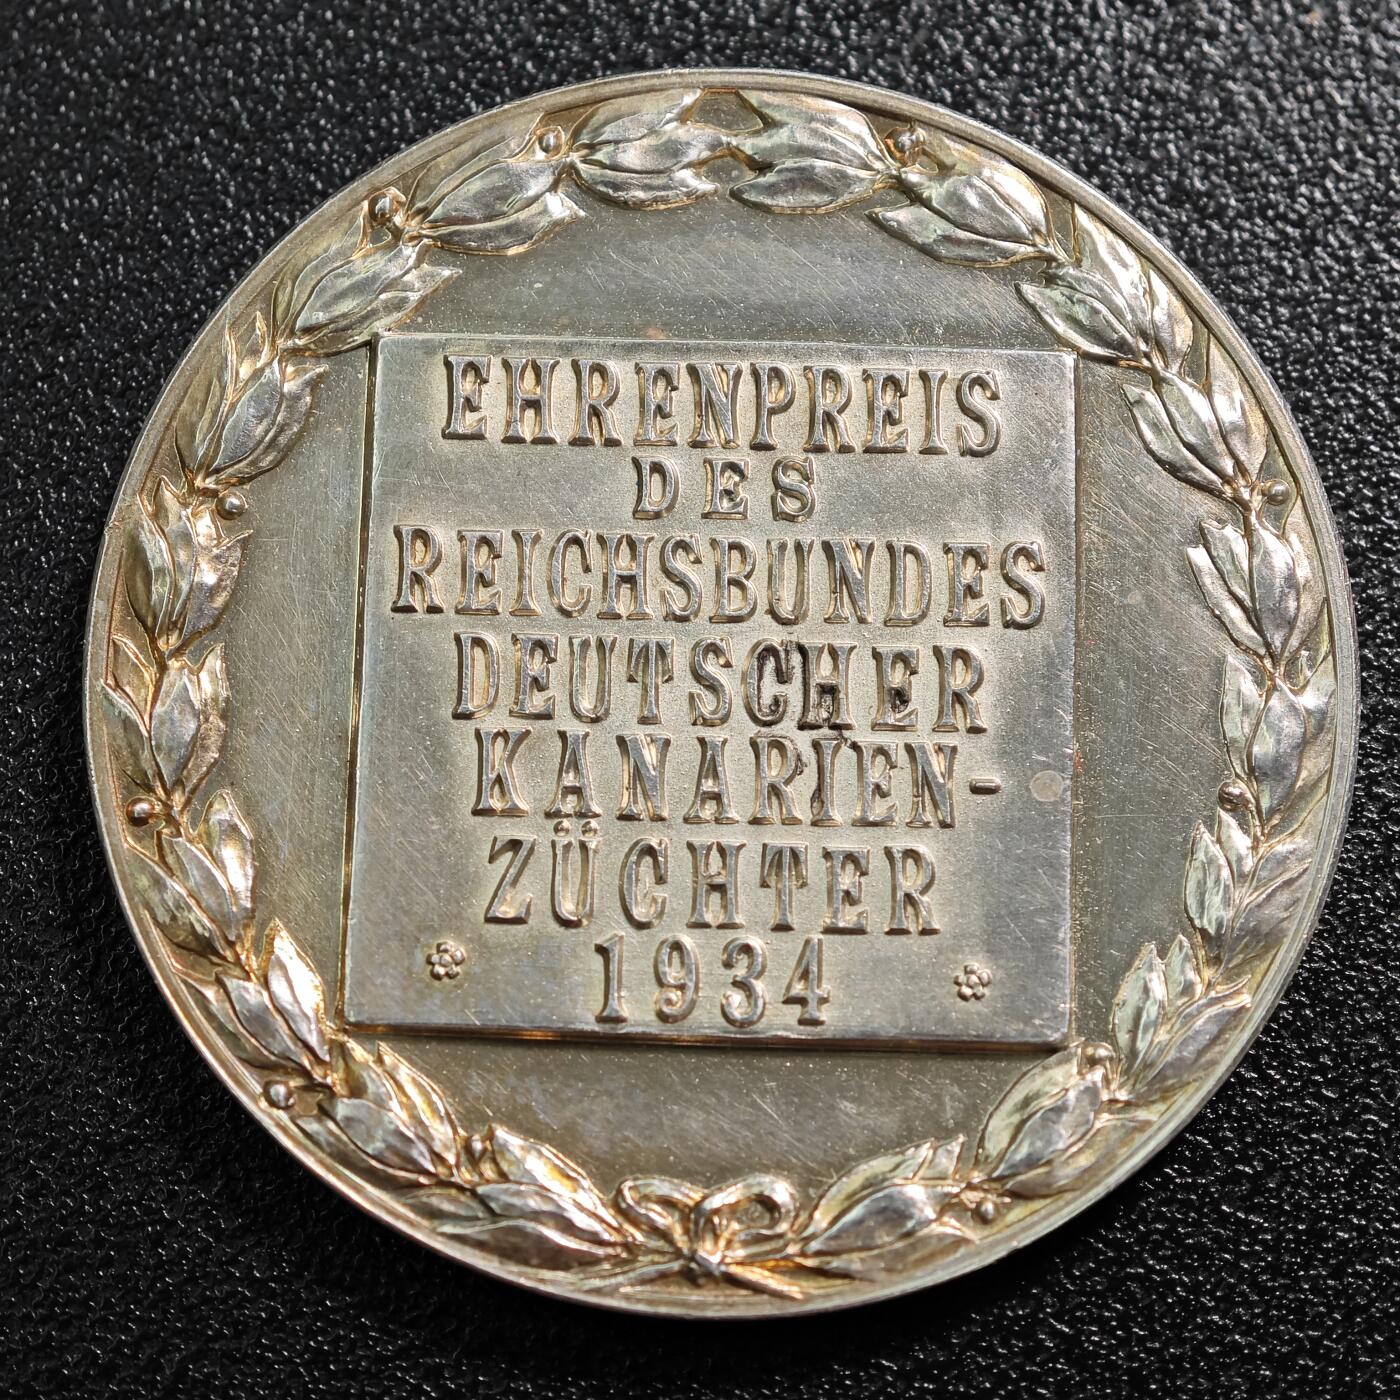 EHRENPREIS
DES
REICHSBUNDES
DEUTSCHER
KANARIEN-
ZÜCHTER
1934